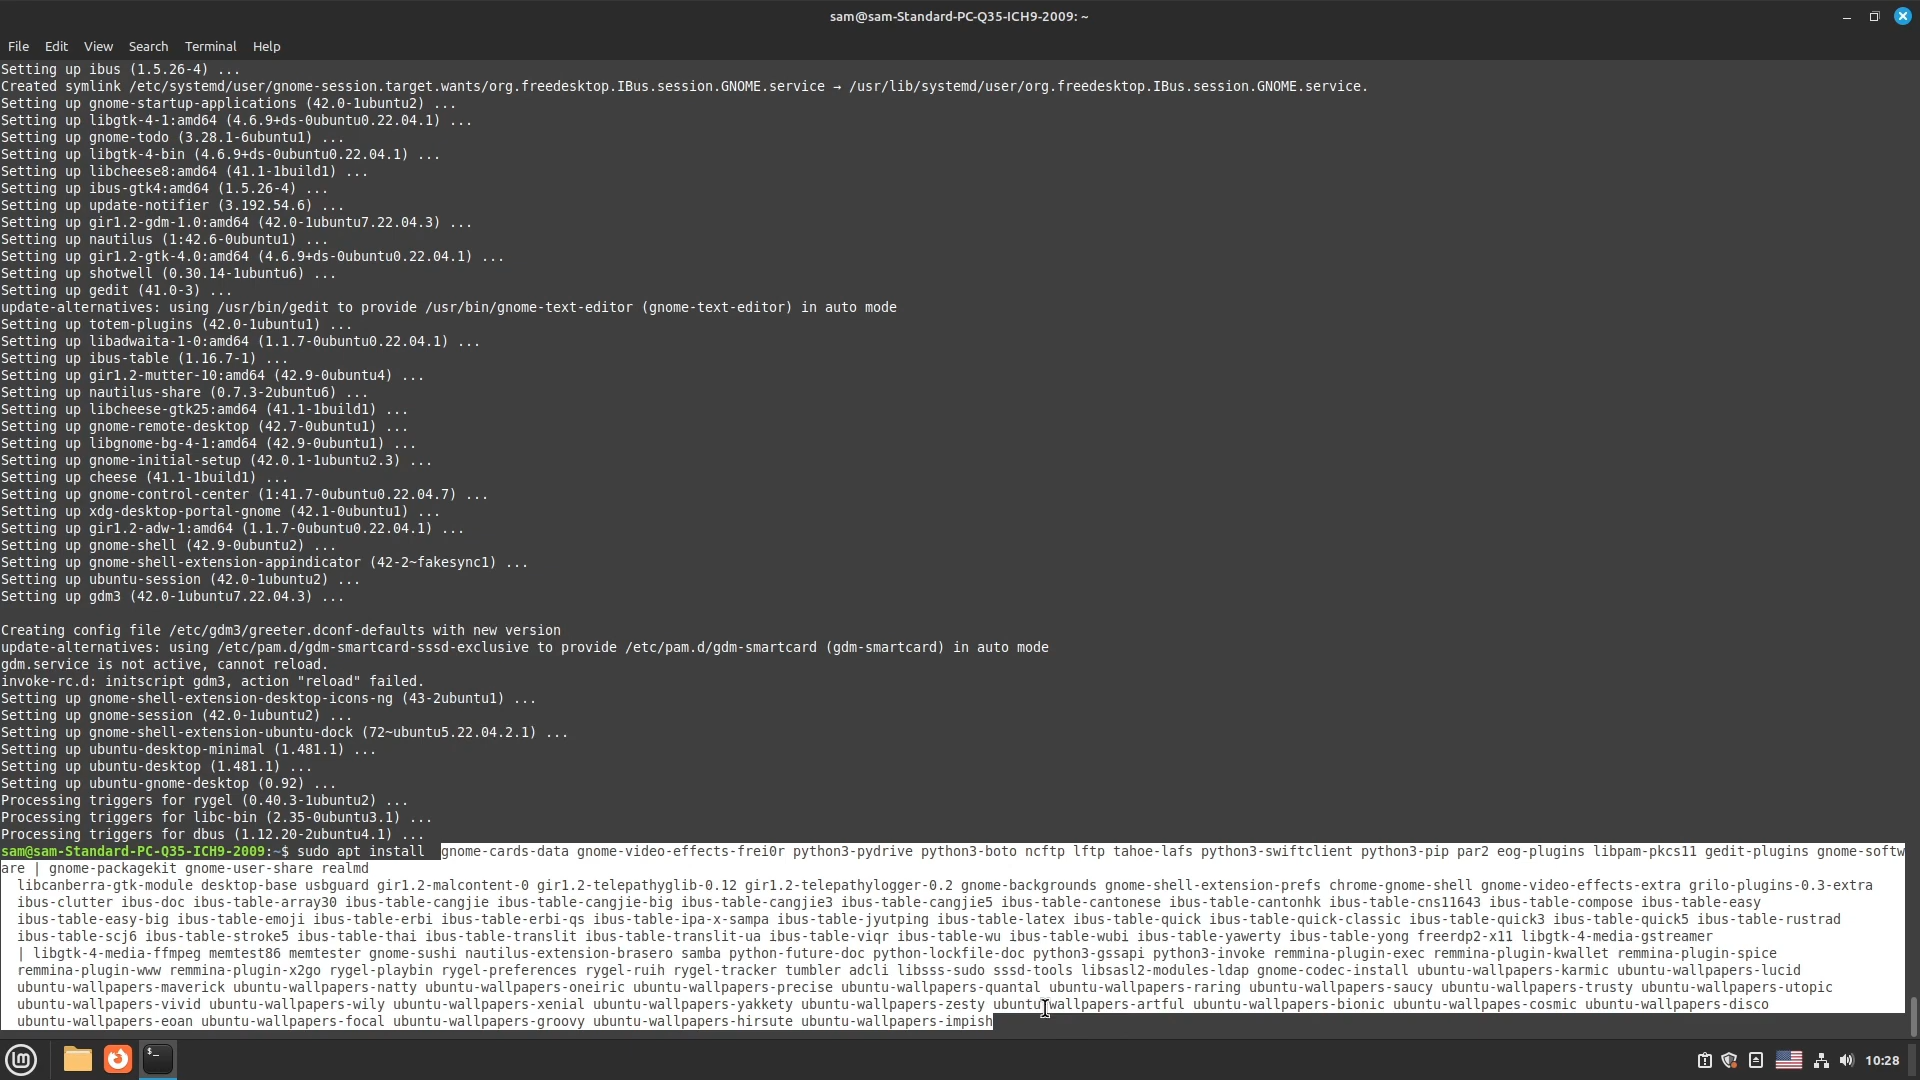 sam@sam-Standard-PC-Q35-ICH9-2009: ~
File Edit View Search Terminal Help
Setting up ibus (1.5.26-4) ...
Created symlink /etc/systemd/user/gnome-session.target.wants/org.freedesktop.IBus.session.GNOME.service → /usr/lib/systemd/user/org.freedesktop.IBus.session.GNOME.service.
Setting up gnome-startup-applications (42.0-1ubuntu2) ...
Setting up libgtk-4-1:amd64 (4.6.9+ds-0ubuntu0.22.04.1) ...
Setting up gnome-todo (3.28.1-6ubuntu1) ...
Setting up libgtk-4-bin (4.6.9+ds-0ubuntu0.22.04.1) ...
Setting up libcheese8:amd64 (41.1-1build1) ...
Setting up ibus-gtk4:amd64 (1.5.26-4) ...
Setting up update-notifier (3.192.54.6) ...
Setting up gir1.2-gdm-1.0:amd64 (42.0-1ubuntu7.22.04.3) ...
Setting up nautilus (1:42.6-0ubuntu1) ...
Setting up gir1.2-gtk-4.0:amd64 (4.6.9+ds-0ubuntu0.22.04.1) ...
Setting up shotwell (0.30.14-1ubuntu6) ...
Setting up gedit (41.0-3) ...
update-alternatives: using /usr/bin/gedit to provide /usr/bin/gnome-text-editor (gnome-text-editor) in auto mode
Setting up totem-plugins (42.0-1ubuntu1) ...
Setting up libadwaita-1-0:amd64 (1.1.7-0ubuntu0.22.04.1) ...
Setting up ibus-table (1.16.7-1) ...
Setting up gir1.2-mutter-10:amd64 (42.9-0ubuntu4) ...
Setting up nautilus-share (0.7.3-2ubuntu6) ...
Setting up libcheese-gtk25:amd64 (41.1-1build1) ...
Setting up gnome-remote-desktop (42.7-0ubuntu1) ...
Setting up libgnome-bg-4-1:amd64 (42.9-0ubuntu1) ...
Setting up gnome-initial-setup (42.0.1-1ubuntu2.3) ...
Setting up cheese (41.1-1build1) ...
Setting up gnome-control-center (1:41.7-0ubuntu0.22.04.7) ...
Setting up xdg-desktop-portal-gnome (42.1-0ubuntu1) ...
Setting up gir1.2-adw-1:amd64 (1.1.7-0ubuntu0.22.04.1) ...
Setting up gnome-shell (42.9-0ubuntu2) ...
Setting up gnome-shell-extension-appindicator (42-2~fakesync1) ...
Setting up ubuntu-session (42.0-1ubuntu2) ...
Setting up gdm3 (42.0-1ubuntu7.22.04.3) ...
Creating config file /etc/gdm3/greeter.dconf-defaults with new version
update-alternatives: using /etc/pam.d/gdm-smartcard-sssd-exclusive to provide /etc/pam.d/gdm-smartcard (gdm-smartcard) in auto mode
gdm.service is not active, cannot reload.
invoke-rc.d: initscript gdm3, action "reload" failed.
Setting up gnome-shell-extension-desktop-icons-ng (43-2ubuntu1) ...
Setting up gnome-session (42.0-1ubuntu2) ...
Setting up gnome-shell-extension-ubuntu-dock (72~ubuntu5.22.04.2.1) ...
Setting up ubuntu-desktop-minimal (1.481.1) ...
Setting up ubuntu-desktop (1.481.1) ...
Setting up ubuntu-gnome-desktop (0.92) ...
Processing triggers for rygel (0.40.3-1ubuntu2) ...
Processing triggers for libc-bin (2.35-0ubuntu3.1) ...
Processing triggers for dbus (1.12.20-2ubuntu4.1) ...
sam@sam-Standard-PC-Q35-ICH9-2009:~$ sudo apt install  gnome-cards-data gnome-video-effects-frei0r python3-pydrive python3-boto ncftp lftp tahoe-lafs python3-swiftclient python3-pip par2 eog-plugins libpam-pkcs11 gedit-plugins gnome-softw
are | gnome-packagekit gnome-user-share realmd
libcanberra-gtk-module desktop-base usbguard gir1.2-malcontent-0 gir1.2-telepathyglib-0.12 gir1.2-telepathylogger-0.2 gnome-backgrounds gnome-shell-extension-prefs chrome-gnome-shell gnome-video-effects-extra grilo-plugins-0.3-extra
ibus-clutter ibus-doc ibus-table-array30 ibus-table-cangjie ibus-table-cangjie-big ibus-table-cangjie3 ibus-table-cangjie5 ibus-table-cantonese ibus-table-cantonhk ibus-table-cns11643 ibus-table-compose ibus-table-easy
ibus-table-easy-big ibus-table-emoji ibus-table-erbi ibus-table-erbi-qs ibus-table-ipa-x-sampa ibus-table-jyutping ibus-table-latex ibus-table-quick ibus-table-quick-classic ibus-table-quick3 ibus-table-quick5 ibus-table-rustrad
ibus-table-scj6 ibus-table-stroke5 ibus-table-thai ibus-table-translit ibus-table-translit-ua ibus-table-viqr ibus-table-wu ibus-table-wubi ibus-table-yawerty ibus-table-yong freerdp2-x11 libgtk-4-media-gstreamer
| libgtk-4-media-ffmpeg memtest86 memtester gnome-sushi nautilus-extension-brasero samba python-future-doc python-lockfile-doc python3-gssapi python3-invoke remmina-plugin-exec remmina-plugin-kwallet remmina-plugin-spice
remmina-plugin-www remmina-plugin-x2go rygel-playbin rygel-preferences rygel-ruih rygel-tracker tumbler adcli libsss-sudo sssd-tools libsasl2-modules-ldap gnome-codec-install ubuntu-wallpapers-karmic ubuntu-wallpapers-lucid
ubuntu-wallpapers-maverick ubuntu-wallpapers-natty ubuntu-wallpapers-oneiric ubuntu-wallpapers-precise ubuntu-wallpapers-quantal ubuntu-wallpapers-raring ubuntu-wallpapers-saucy ubuntu-wallpapers-trusty ubuntu-wallpapers-utopic
ubuntu-wallpapers-vivid ubuntu-wallpapers-wily ubuntu-wallpapers-xenial ubuntu-wallpapers-yakkety ubuntu-wallpapers-zesty ubuntu-wallpapers-artful ubuntu-wallpapers-bionic ubuntu-wallpapes-cosmic ubuntu-wallpapers-disco
ubuntu-wallpapers-eoan ubuntu-wallpapers-focal ubuntu-wallpapers-groovy ubuntu-wallpapers-hirsute ubuntu-wallpapers-impish
10:28